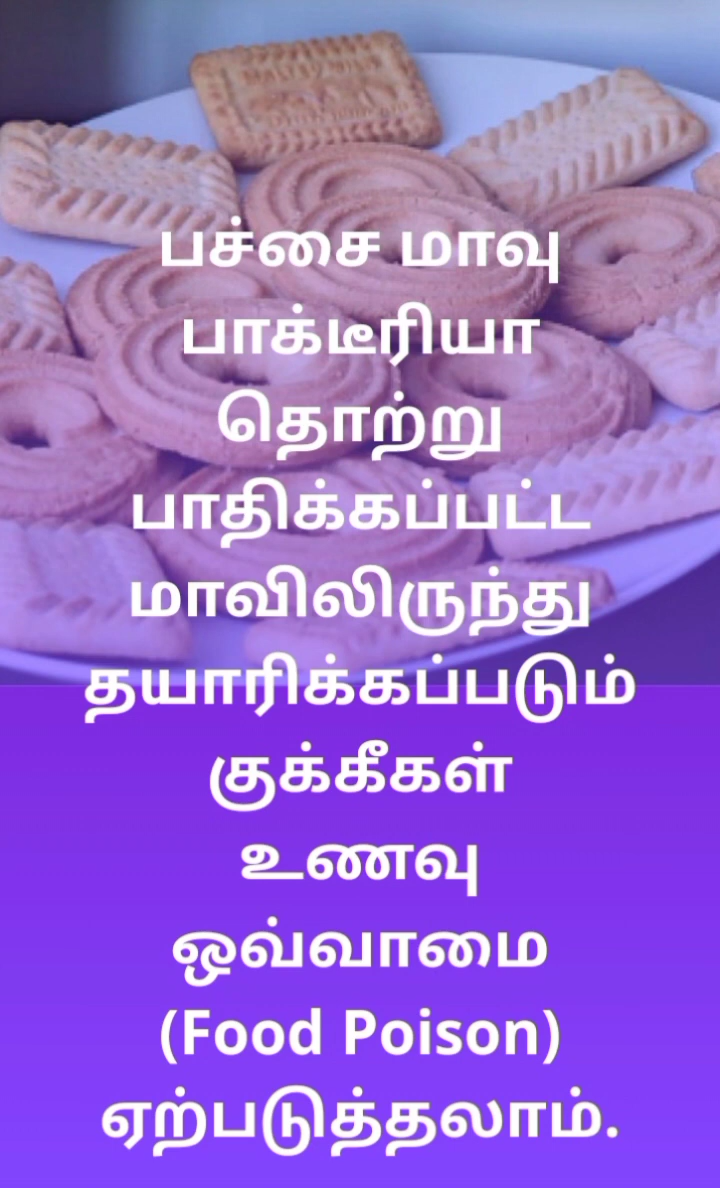 பச்சை மாவு
பாக்டீரியா
தொற்று
பாதிக்கப்பட்ட
மாவிலிருந்து
தயாரிக்கப்படும்
குக்கீகள்
உணவு
ஒவ்வாமை
(Food Poison)
ஏற்படுத்தலாம்.